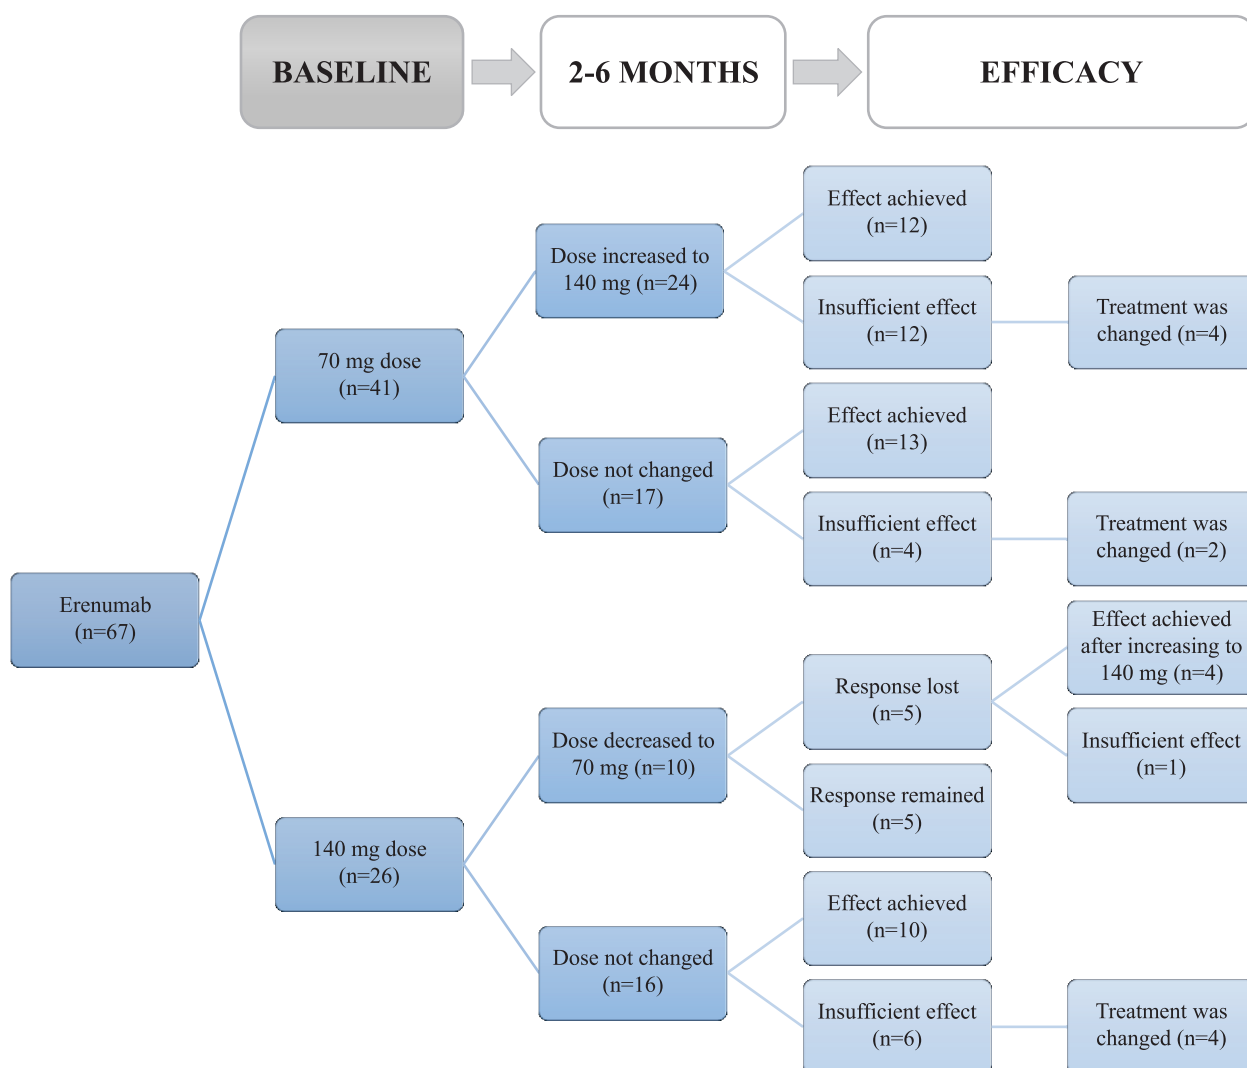 BASELINE
2-6 MONTHS
EFFICACY
Erenumab
(n=67)
70 mg dose
(n=41)
Dose increased to
140 mg (n=24)
Effect achieved
(n=12)
Insufficient effect
(n=12)
Treatment was
changed (n=4)
Dose not changed
(n=17)
Effect achieved
(n=13)
Insufficient effect
(n=4)
Treatment was
changed (n=2)
140 mg dose
(n=26)
Dose decreased to
70 mg (n=10)
Response lost
(n=5)
Effect achieved
after increasing to
140 mg (n=4)
Insufficient effect
(n=1)
Response remained
(n=5)
Dose not changed
(n=16)
Effect achieved
(n=10)
Insufficient effect
(n=6)
Treatment was
changed (n=4)